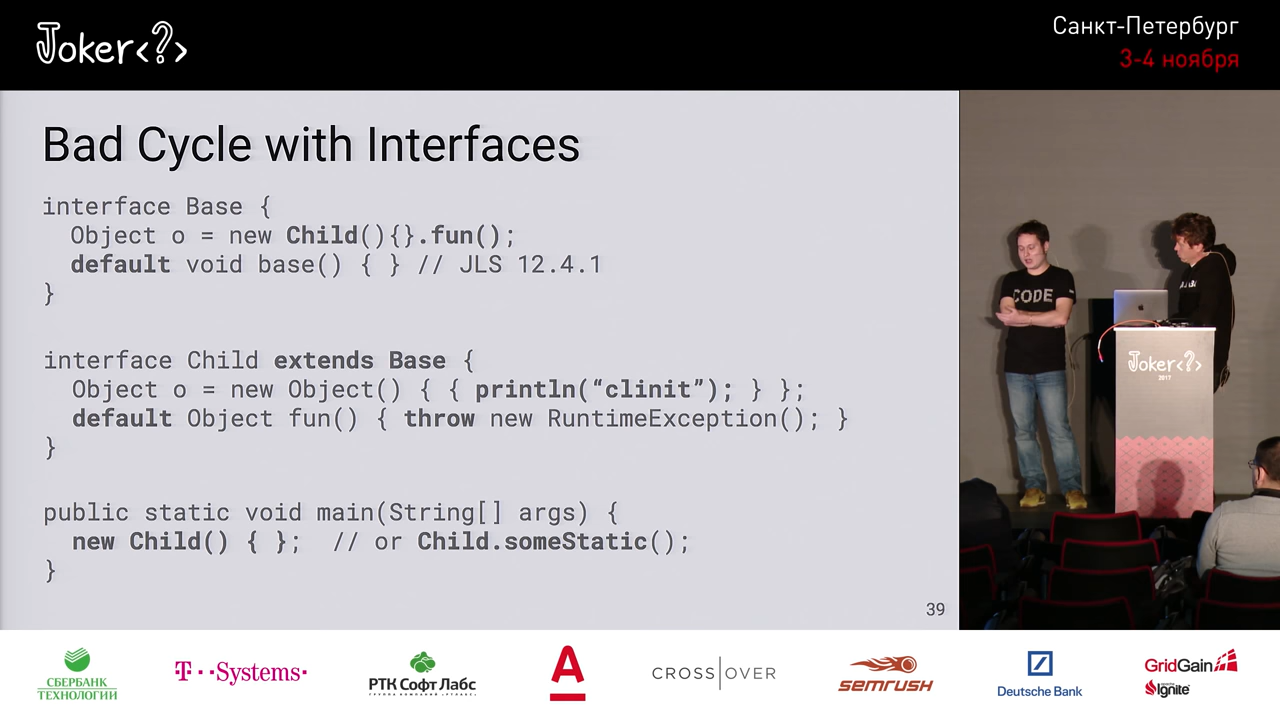 Joker<?>
Санкт-Петербург
3-4 ноября
Bad Cycle with Interfaces
interface Base {
Object o = new Child(){}.fun();
default void base() { } // JLS 12.4.1
}
interface Child extends Base {
Object o = new Object() { { println(“clinit”); } };
default Object fun() { throw new RuntimeException(); }
}
public static void main(String[] args) {
new Child() { }; // or Child.someStatic();
}
39
CODE
Joker<?>
2017
СБЕРБАНК
ТЕХНОЛОГИИ
T··Systems·
РТК Софт Лабс
CROSS OVER
semrush
Deutsche Bank
GridGain
Ignite